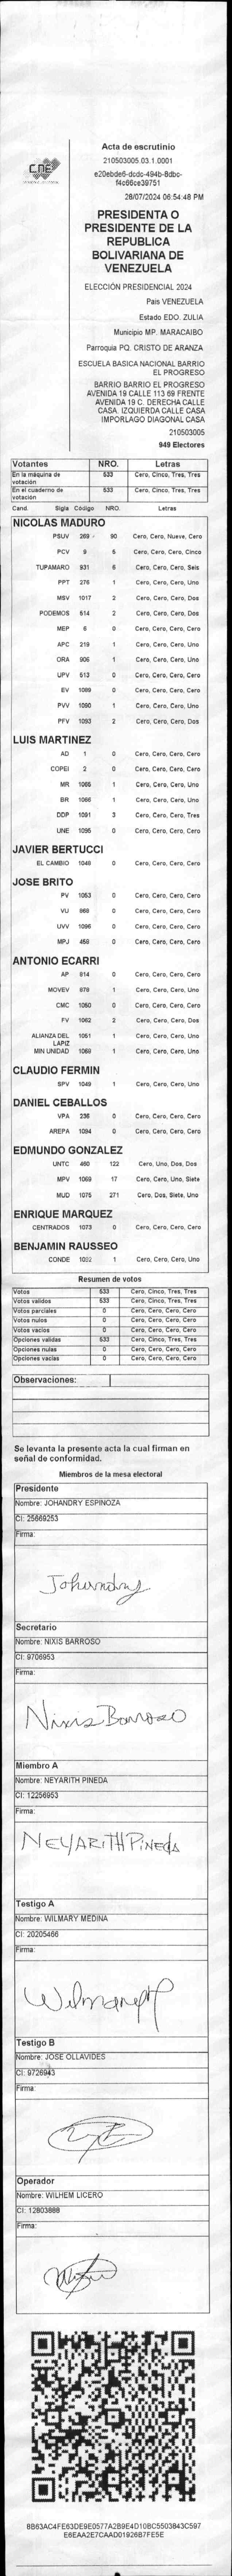 CNE
Acta de escrutinio
210503005.03.1.0001
e20ebde6-dcdc-494b-8dbc-
f4c66ce39751
28/07/2024 06:54:48 PM
PRESIDENTA O
PRESIDENTE DE LA
REPUBLICA
BOLIVARIANA DE
VENEZUELA
ELECCIÓN PRESIDENCIAL 2024
Pais VENEZUELA
Estado EDO. ZULIA
Municipio MP. MARACAIBO
Parroquia PQ. CRISTO DE ARANZA
ESCUELA BASICA NACIONAL BARRIO
EL PROGRESO
BARRIO BARRIO EL PROGRESO
AVENIDA 19 CALLE 113 69 FRENTE
AVENIDA 19 C. DERECHA CALLE
CASA. IZQUIERDA CALLE CASA
IMPORLAGO DIAGONAL CASA
210503005
949 Electores
Votantes NRO. Letras
En la máquina de votación 533 Cero, Cinco, Tres, Tres
En el cuaderno de votación 533 Cero, Cinco, Tres, Tres
Cand. Sigla Código NRO. Letras
NICOLAS MADURO
PSUV 269 90 Cero, Cero, Nueve, Cero
PCV 9 5 Cero, Cero, Cero, Cinco
TUPAMARO 931 6 Cero, Cero, Cero, Seis
PPT 276 1 Cero, Cero, Cero, Uno
MSV 1017 2 Cero, Cero, Cero, Dos
PODEMOS 514 2 Cero, Cero, Cero, Dos
MEP 6 0 Cero, Cero, Cero, Cero
APC 219 1 Cero, Cero, Cero, Uno
ORA 906 1 Cero, Cero, Cero, Uno
UPV 513 0 Cero, Cero, Cero, Cero
EV 1089 0 Cero, Cero, Cero, Cero
PVV 1090 1 Cero, Cero, Cero, Uno
PFV 1093 2 Cero, Cero, Cero, Dos
LUIS MARTINEZ
AD 1 0 Cero, Cero, Cero, Cero
COPEI 2 0 Cero, Cero, Cero, Cero
MR 1065 1 Cero, Cero, Cero, Uno
BR 1066 1 Cero, Cero, Cero, Uno
DDP 1091 3 Cero, Cero, Cero, Tres
UNE 1095 0 Cero, Cero, Cero, Cero
JAVIER BERTUCCI
EL CAMBIO 1048 0 Cero, Cero, Cero, Cero
JOSE BRITO
PV 1053 0 Cero, Cero, Cero, Cero
VU 868 0 Cero, Cero, Cero, Cero
UVV 1096 0 Cero, Cero, Cero, Cero
MPJ 458 0 Cero, Cero, Cero, Cero
ANTONIO ECARRI
AP 814 0 Cero, Cero, Cero, Cero
MOVEV 879 1 Cero, Cero, Cero, Uno
CMC 1050 0 Cero, Cero, Cero, Cero
FV 1062 2 Cero, Cero, Cero, Dos
ALIANZA DEL LAPIZ 1051 1 Cero, Cero, Cero, Uno
MIN UNIDAD 1069 1 Cero, Cero, Cero, Uno
CLAUDIO FERMIN
SPV 1049 1 Cero, Cero, Cero, Uno
DANIEL CEBALLOS
VPA 236 0 Cero, Cero, Cero, Cero
AREPA 1094 0 Cero, Cero, Cero, Cero
EDMUNDO GONZALEZ
UNTC 460 122 Cero, Uno, Dos, Dos
MPV 1069 17 Cero, Cero, Uno, Siete
MUD 1075 271 Cero, Dos, Siete, Uno
ENRIQUE MARQUEZ
CENTRADOS 1073 0 Cero, Cero, Cero, Cero
BENJAMIN RAUSSEO
CONDE 1092 1 Cero, Cero, Cero, Uno
Resumen de votos
Votos 533 Cero, Cinco, Tres, Tres
Votos validos 533 Cero, Cinco, Tres, Tres
Votos parciales 0 Cero, Cero, Cero, Cero
Votos nulos 0 Cero, Cero, Cero, Cero
Votos vacios 0 Cero, Cero, Cero, Cero
Opciones validas 533 Cero, Cinco, Tres, Tres
Opciones nulas 0 Cero, Cero, Cero, Cero
Opciones vacias 0 Cero, Cero, Cero, Cero
Observaciones:
Se levanta la presente acta la cual firman en
señal de conformidad.
Miembros de la mesa electoral
Presidente
Nombre: JOHANDRY ESPINOZA
CI: 25669253
Firma:
Johandry
Secretario
Nombre: NIXIS BARROSO
CI: 9706953
Firma:
Nixis Barroso
Miembro A
Nombre: NEYARITH PINEDA
CI: 12256953
Firma:
NEYARITH PINEDA
Testigo A
Nombre: WILMARY MEDINA
CI: 20205466
Firma:
Testigo B
Nombre: JOSE OLLAVIDES
CI: 9726943
Firma:
Operador
Nombre: WILHEM LICERO
CI: 12803888
Firma:
8B63AC4FE63DE9E0577A2B9E4D10BC5503843C597
E6EAA2E7CAAD01926B7FE5E